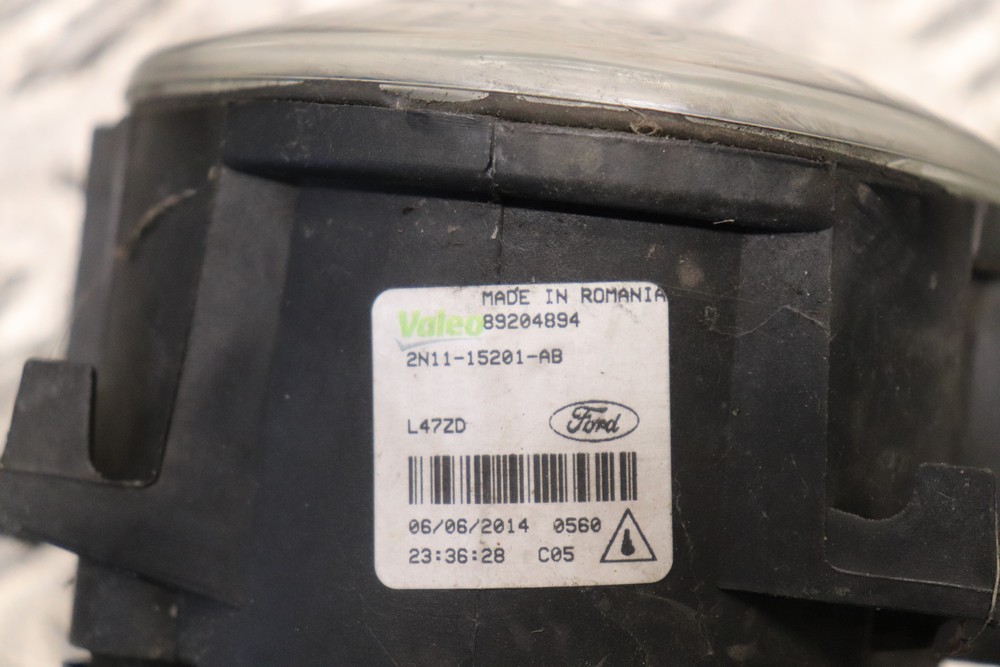 MADE IN ROMANIA
Valeo 89204894
2N11-15201-AB
L47ZD Ford
06/06/2014 0560
23:36:28 C05